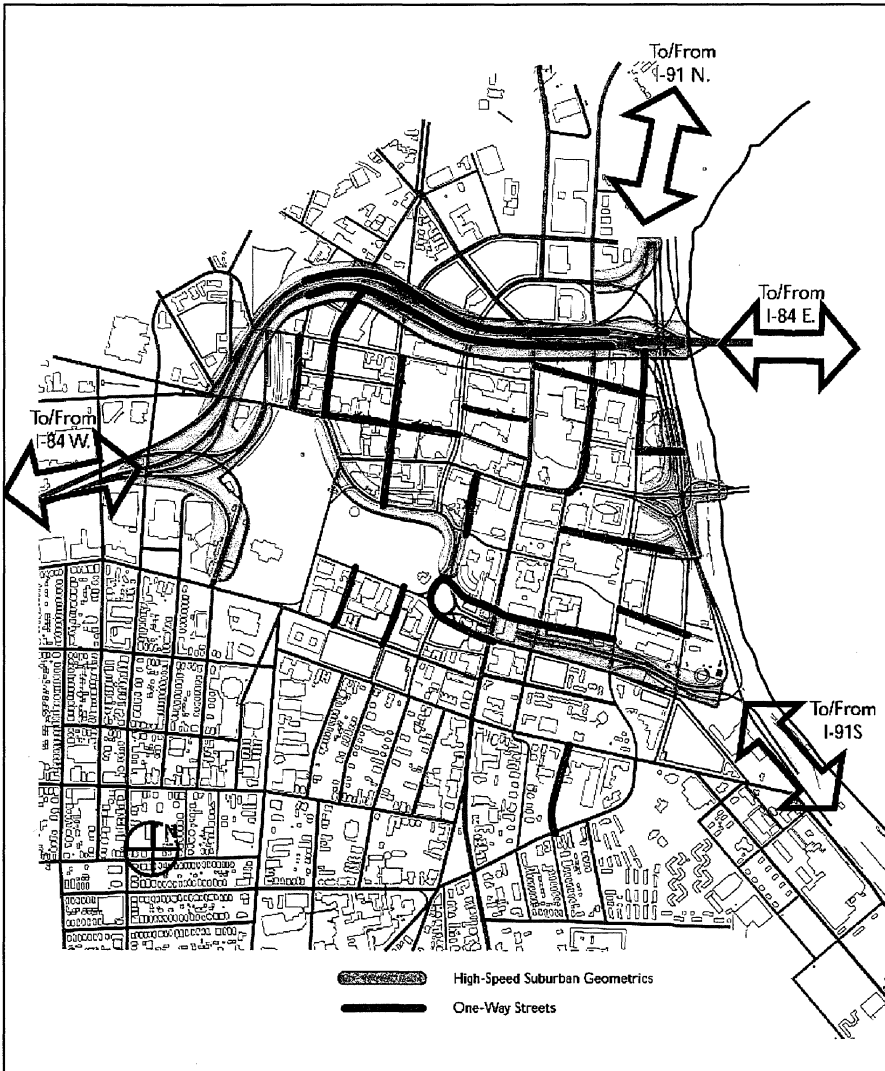 To/From
I-91 N.
To/From
I-84 E.
To/From
I-84 W.
To/From
I-91S
N
High-Speed Suburban Geometrics
One-Way Streets